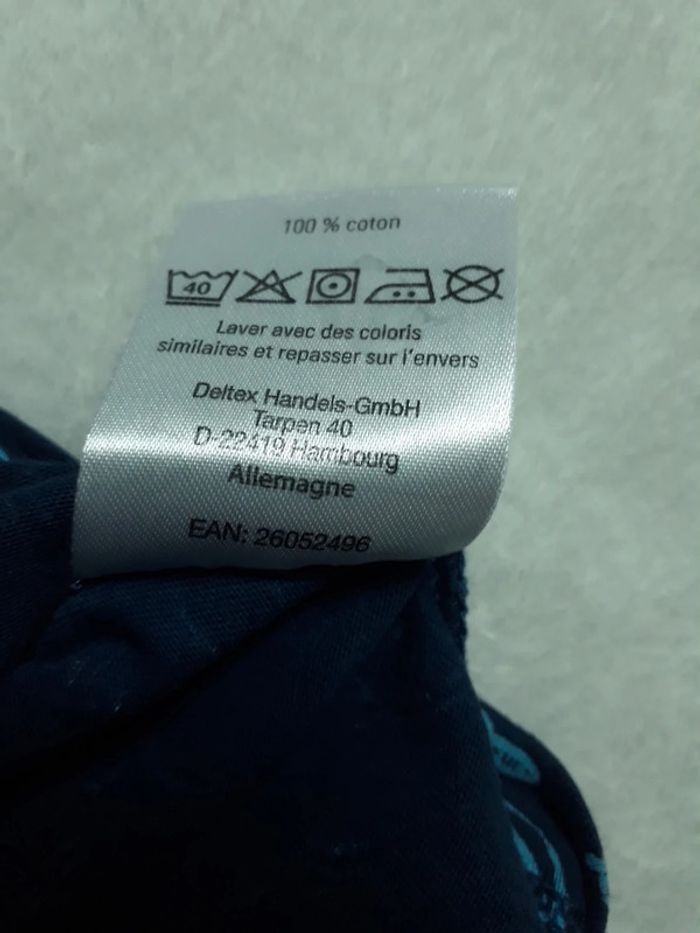 100 % coton
40
Laver avec des coloris
similaires et repasser sur l'envers
Deltex Handels-GmbH
Tarpen 40
D-22419 Hambourg
Allemagne
EAN: 26052496